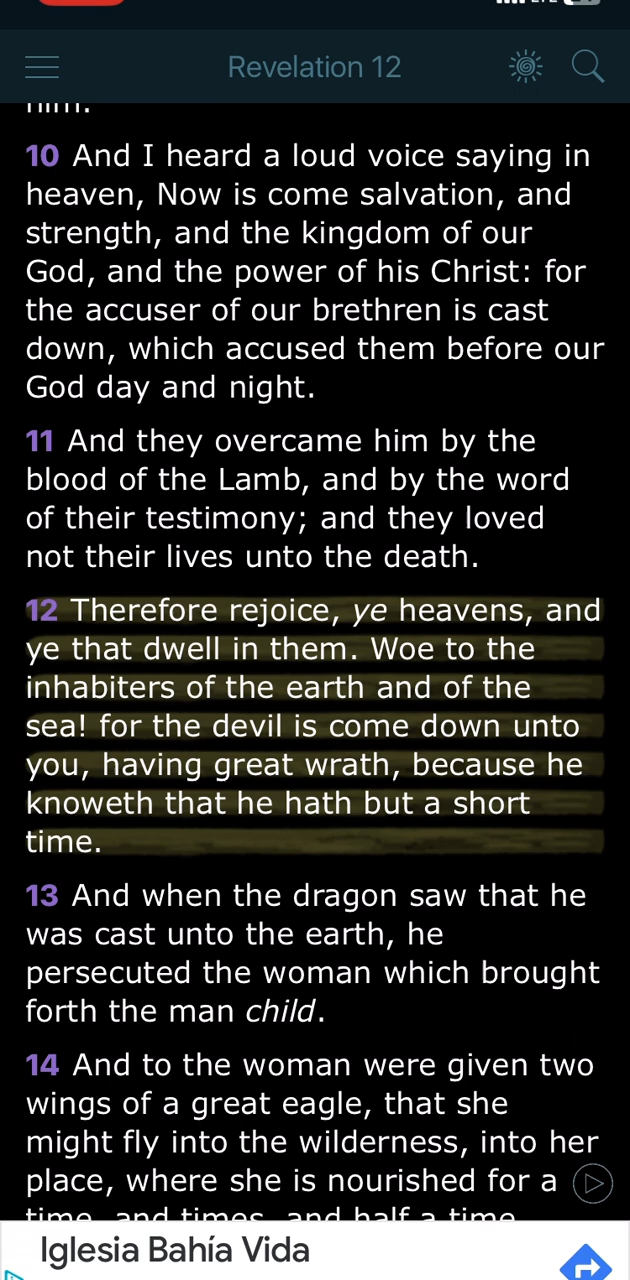 Revelation 12
him.
10 And I heard a loud voice saying in
heaven, Now is come salvation, and
strength, and the kingdom of our
God, and the power of his Christ: for
the accuser of our brethren is cast
down, which accused them before our
God day and night.
11 And they overcame him by the
blood of the Lamb, and by the word
of their testimony; and they loved
not their lives unto the death.
12 Therefore rejoice, ye heavens, and
ye that dwell in them. Woe to the
inhabiters of the earth and of the
sea! for the devil is come down unto
you, having great wrath, because he
knoweth that he hath but a short
time.
13 And when the dragon saw that he
was cast unto the earth, he
persecuted the woman which brought
forth the man child.
14 And to the woman were given two
wings of a great eagle, that she
might fly into the wilderness, into her
place, where she is nourished for a
time, and times, and half a time,
Iglesia Bahía Vida